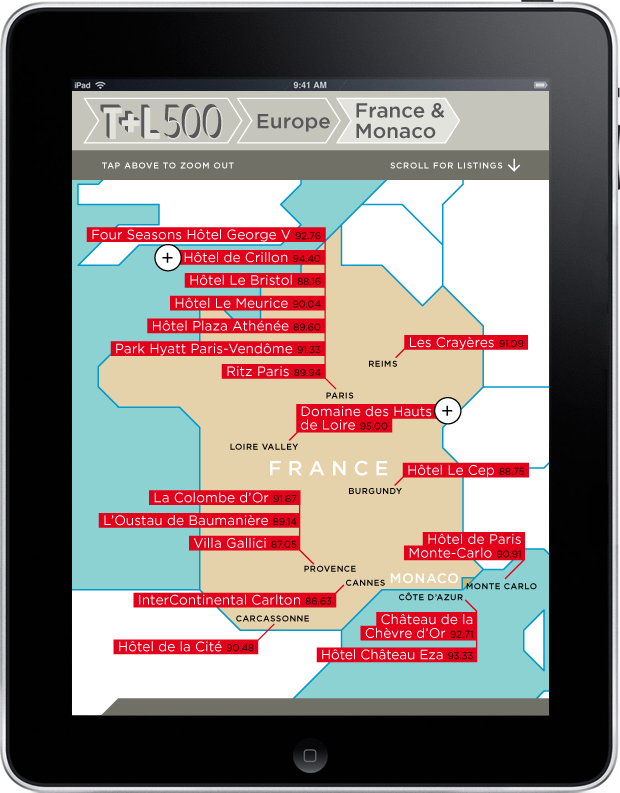 iPad
9:41 AM
T+L 500
Europe
France &
Monaco
TAP ABOVE TO ZOOM OUT
SCROLL FOR LISTINGS
Four Seasons Hôtel George V 92.76
+
Hôtel de Crillon 94.40
Hôtel Le Bristol 88.16
Hôtel Le Meurice 90.04
Hôtel Plaza Athénée 89.60
Park Hyatt Paris-Vendôme 91.33
Les Crayères 91.09
REIMS
Ritz Paris 89.94
PARIS
Domaine des Hauts
de Loire 95.00
+
LOIRE VALLEY
FRANCE
Hôtel Le Cep 88.75
BURGUNDY
La Colombe d'Or 91.67
L'Oustau de Baumanière 89.14
Villa Gallici 87.05
Hôtel de Paris
Monte-Carlo 90.91
PROVENCE
CANNES
MONACO
MONTE CARLO
InterContinental Carlton 86.63
CÔTE D'AZUR
CARCASSONNE
Château de la
Chèvre d'Or 92.71
Hôtel de la Cité 90.48
Hôtel Château Eza 93.33